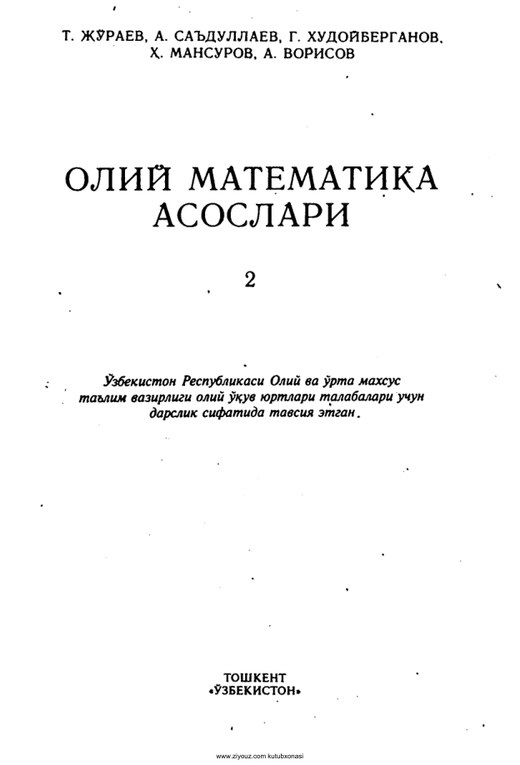 Т. ЖЎРАЕВ, А. САЪДУЛЛАЕВ, Г. ХУДОЙБЕРГАНОВ,
Ҳ. МАНСУРОВ, А. ВОРИСОВ
ОЛИЙ МАТЕМАТИКА
АСОСЛАРИ
2
Ўзбекистон Республикаси Олий ва ўрта махсус
таълим вазирлиги олий ўқув юртлари талабалари учун
дарслик сифатида тавсия этган.
ТОШКЕНТ
«ЎЗБЕКИСТОН»
www.ziyouz.com kutubxonasi